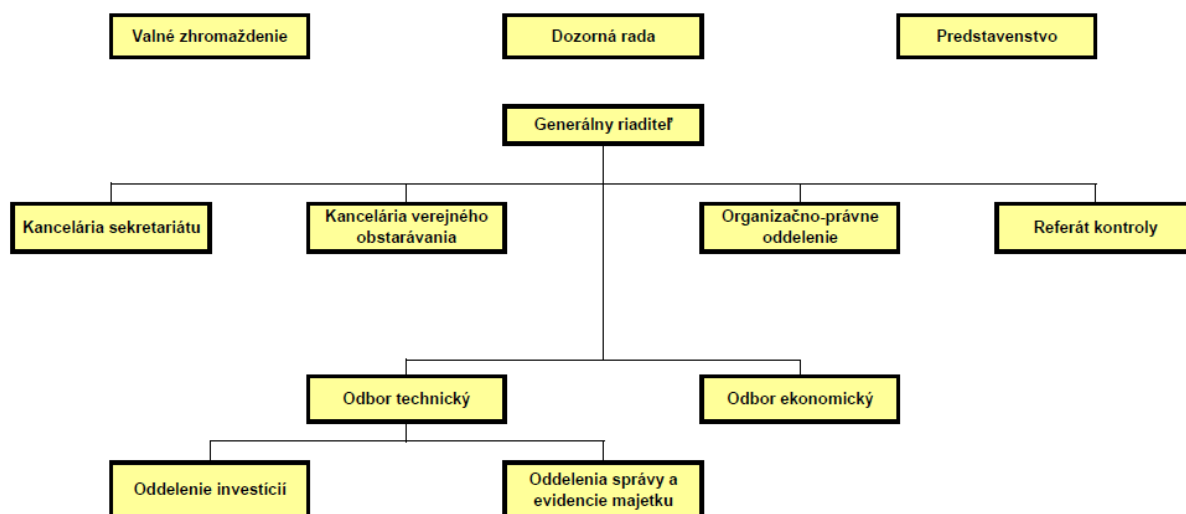 Valné zhromaždenie
Dozorná rada
Predstavenstvo
Generálny riaditeľ
Kancelária sekretariátu
Kancelária verejného
obstarávania
Organizačno-právne
oddelenie
Referát kontroly
Odbor technický
Odbor ekonomický
Oddelenie investícií
Oddelenia správy a
evidencie majetku